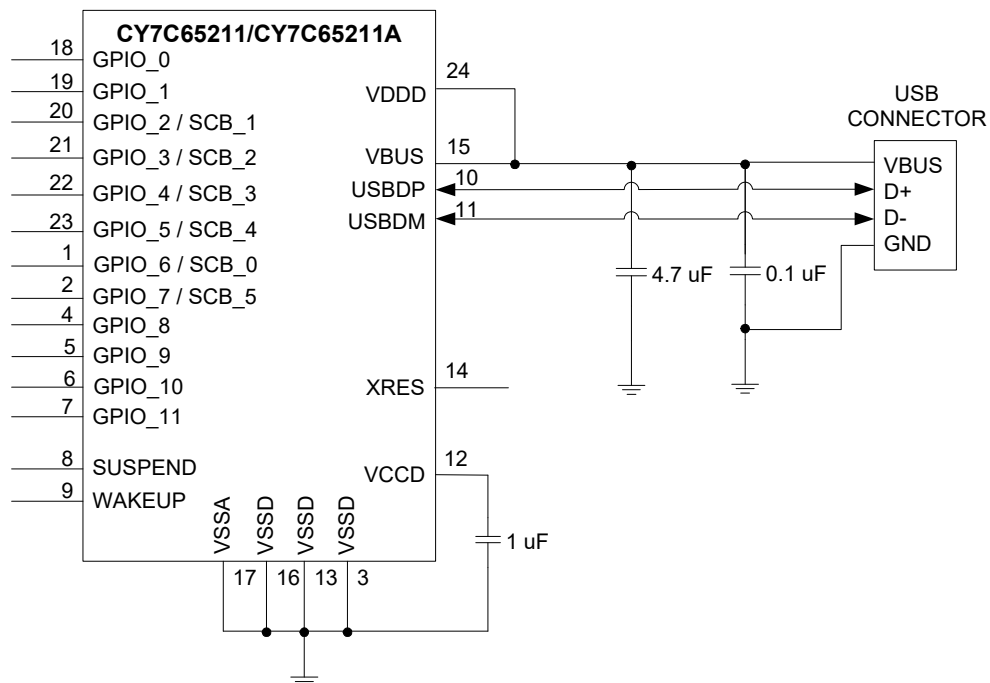 CY7C65211/CY7C65211A
18
GPIO_0
19
GPIO_1
20
GPIO_2 / SCB_1
21
GPIO_3 / SCB_2
22
GPIO_4 / SCB_3
23
GPIO_5 / SCB_4
1
GPIO_6 / SCB_0
2
GPIO_7 / SCB_5
4
GPIO_8
5
GPIO_9
6
GPIO_10
7
GPIO_11
8
SUSPEND
9
WAKEUP
VDDD
24
VBUS
15
USBDP
10
USBDM
11
XRES
14
VCCD
12
VSSA
VSSD
VSSD
VSSD
17
16
13
3
1 uF
4.7 uF
0.1 uF
USB
CONNECTOR
VBUS
D+
D-
GND